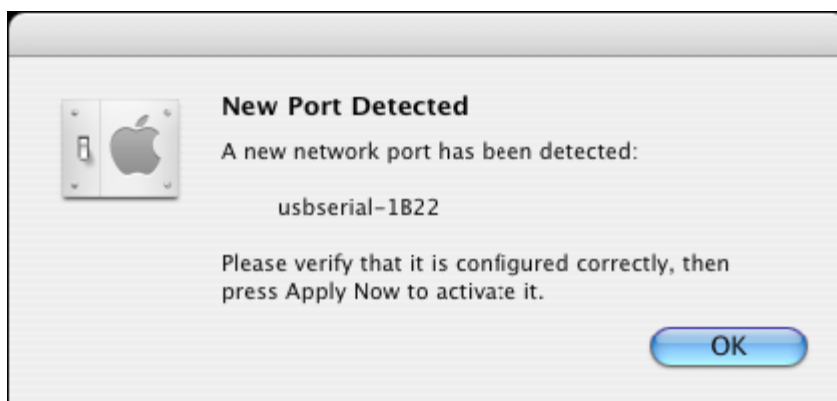 New Port Detected
A new network port has been detected:
usbserial-1B22
Please verify that it is configured correctly, then
press Apply Now to activate it.
OK